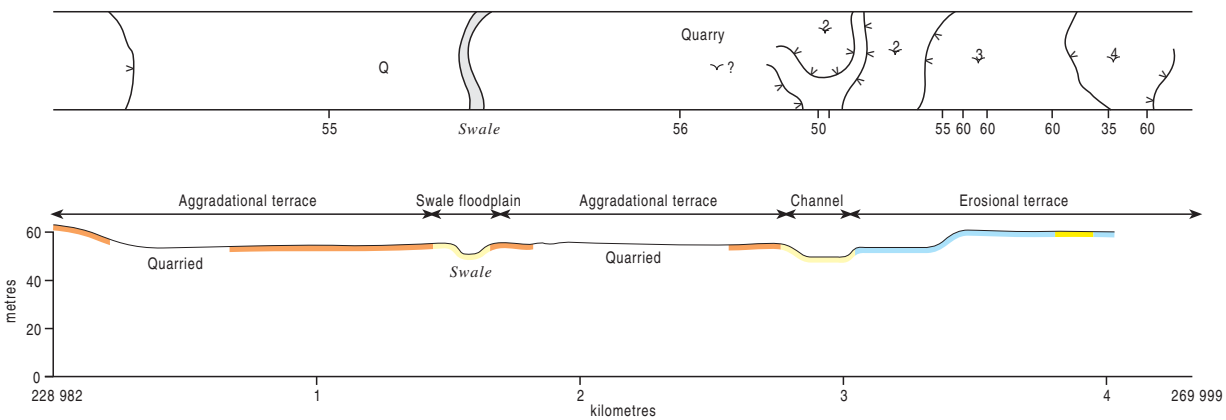 2
Quarry
2
3
4
Q
?
55
Swale
56
50
55 60 60
60
35
60
Aggradational terrace
Swale floodplain
Aggradational terrace
Channel
Erosional terrace
60
Quarried
Swale
Quarried
40
metres
20
0
228 982
1
2
3
4
269 999
kilometres